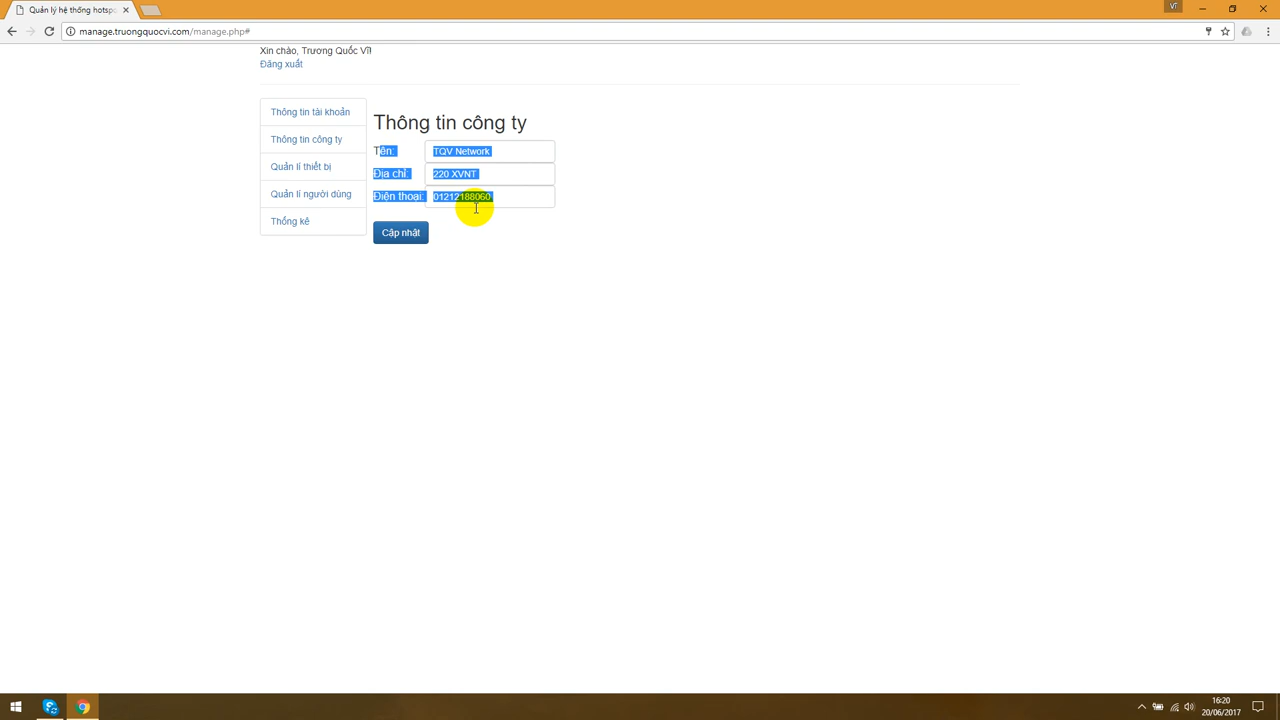 Quản lý hệ thống hotspo
Vĩ
manage.truongquocvi.com/manage.php#
Xin chào, Trương Quốc Vĩ!
Đăng xuất
Thông tin tài khoản
Thông tin công ty
Quản lí thiết bị
Quản lí người dùng
Thống kê
Thông tin công ty
Tên: TQV Network
Địa chỉ: 220 XVNT
Điện thoại: 01212188060
Cập nhật
16:20
20/06/2017